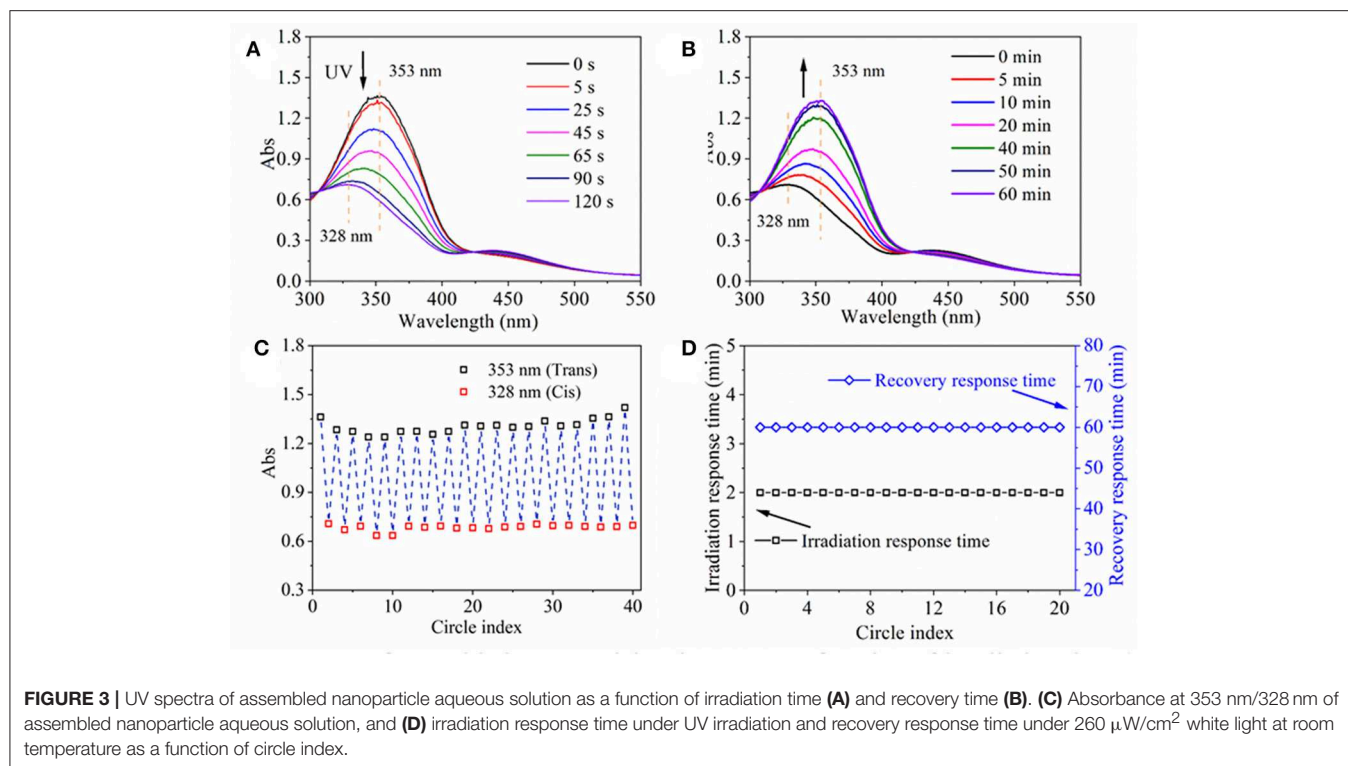 A
UV
353 nm
0 s
5 s
25 s
45 s
65 s
90 s
120 s
328 nm
Abs
1.8
1.5
1.2
0.9
0.6
0.3
0.0
300 350 400 450 500 550
Wavelength (nm)
B
353 nm
0 min
5 min
10 min
20 min
40 min
50 min
60 min
328 nm
Abs
1.8
1.5
1.2
0.9
0.6
0.3
0.0
300 350 400 450 500 550
Wavelength (nm)
C
353 nm (Trans)
328 nm (Cis)
Abs
1.8
1.5
1.2
0.9
0.6
0.3
0 10 20 30 40
Circle index
D
Recovery response time
Irradiation response time
Irradiation response time (min)
5
4
3
2
1
0
Recovery response time (min)
80
70
60
50
40
30
20
0 4 8 12 16 20
Circle index
FIGURE 3 | UV spectra of assembled nanoparticle aqueous solution as a function of irradiation time (A) and recovery time (B). (C) Absorbance at 353 nm/328 nm of
assembled nanoparticle aqueous solution, and (D) irradiation response time under UV irradiation and recovery response time under 260 μW/cm² white light at room
temperature as a function of circle index.